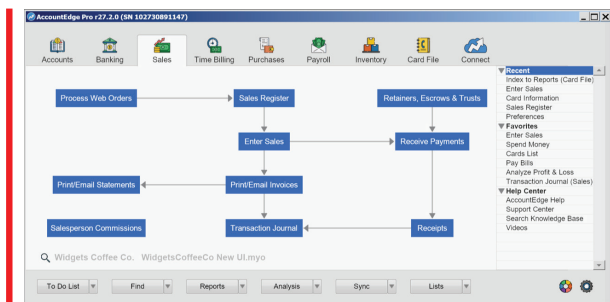 AccountEdge Pro r27.2.0 (SN 102730891147)
Accounts Banking Sales Time Billing Purchases Payroll Inventory Card File Connect
Process Web Orders Sales Register Retainers, Escrows & Trusts
Enter Sales Receive Payments
Print/Email Statements Print/Email Invoices
Salesperson Commissions Transaction Journal Receipts
Widgets Coffee Co. WidgetsCoffeeCo New UI.myo
Recent
Index to Reports (Card File)
Enter Sales
Card Information
Sales Register
Preferences
Favorites
Enter Sales
Spend Money
Cards List
Pay Bills
Analyze Profit & Loss
Transaction Journal (Sales)
Help Center
AccountEdge Help
Support Center
Search Knowledge Base
Videos
To Do List Find Reports Analysis Sync Lists